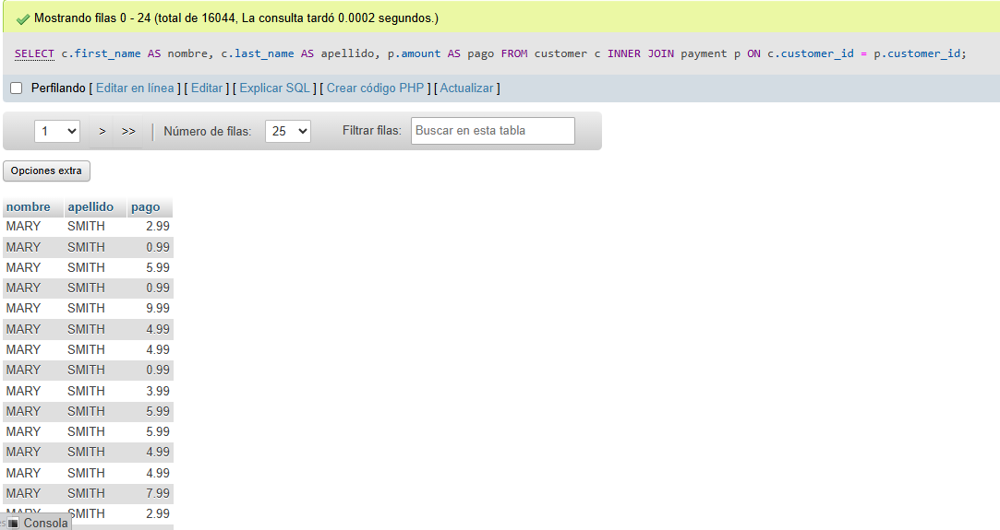 Mostrando filas 0 - 24 (total de 16044, La consulta tardó 0.0002 segundos.)
SELECT c.first_name AS nombre, c.last_name AS apellido, p.amount AS pago FROM customer c INNER JOIN payment p ON c.customer_id = p.customer_id;
Perfilando [ Editar en línea ] [ Editar ] [ Explicar SQL ] [ Crear código PHP ] [ Actualizar ]
1 > >> | Número de filas: 25 Filtrar filas: Buscar en esta tabla
Opciones extra
nombre apellido pago
MARY SMITH 2.99
MARY SMITH 0.99
MARY SMITH 5.99
MARY SMITH 0.99
MARY SMITH 9.99
MARY SMITH 4.99
MARY SMITH 4.99
MARY SMITH 0.99
MARY SMITH 3.99
MARY SMITH 5.99
MARY SMITH 5.99
MARY SMITH 4.99
MARY SMITH 4.99
MARY SMITH 7.99
MARY SMITH 2.99
Consola